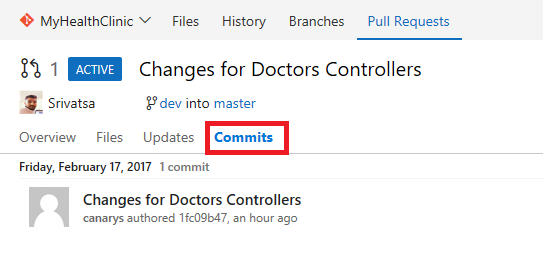 MyHealthClinic Files History Branches Pull Requests
1 ACTIVE Changes for Doctors Controllers
Srivatsa dev into master
Overview Files Updates Commits
Friday, February 17, 2017 1 commit
Changes for Doctors Controllers
canarys authored 1fc09b47, an hour ago